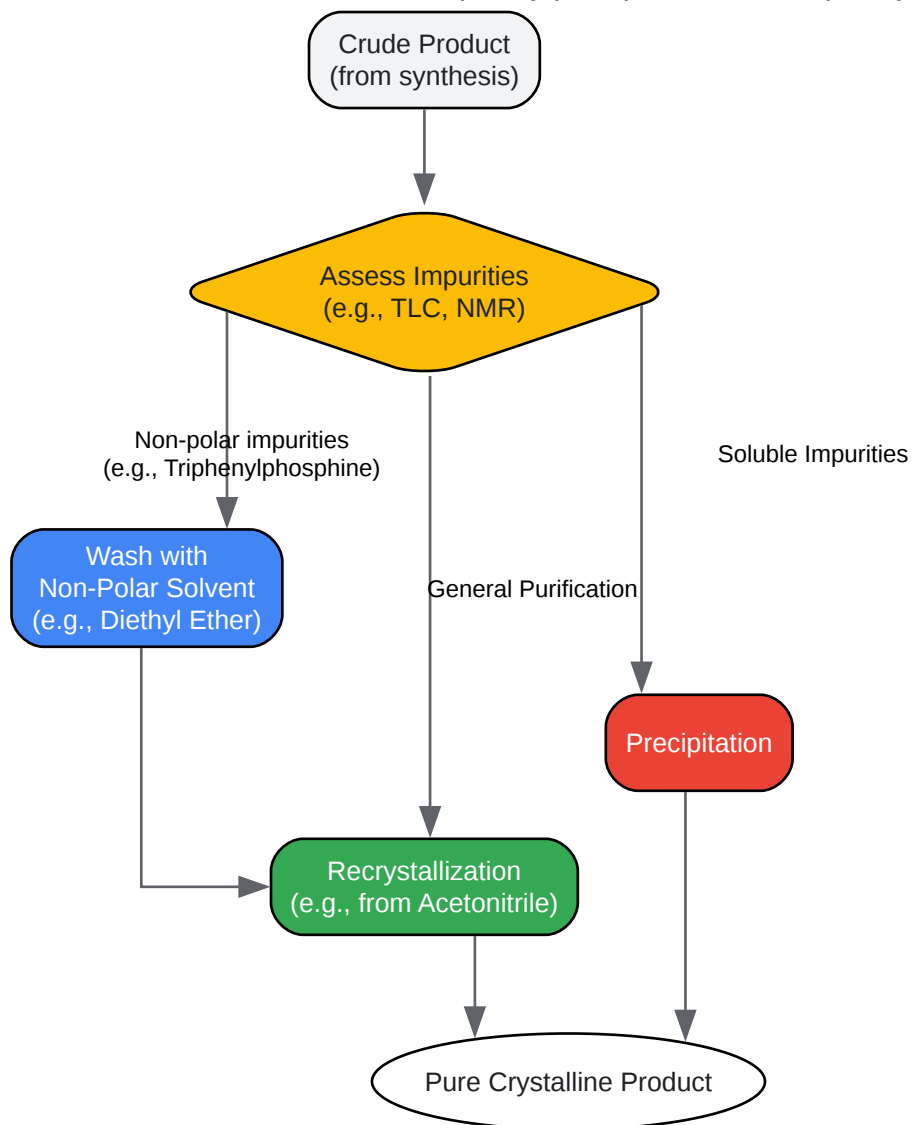 Crude Product
(from synthesis)
Assess Impurities
(e.g., TLC, NMR)
Non-polar impurities
(e.g., Triphenylphosphine)
Soluble Impurities
Wash with
Non-Polar Solvent
(e.g., Diethyl Ether)
General Purification
Precipitation
Recrystallization
(e.g., from Acetonitrile)
Pure Crystalline Product